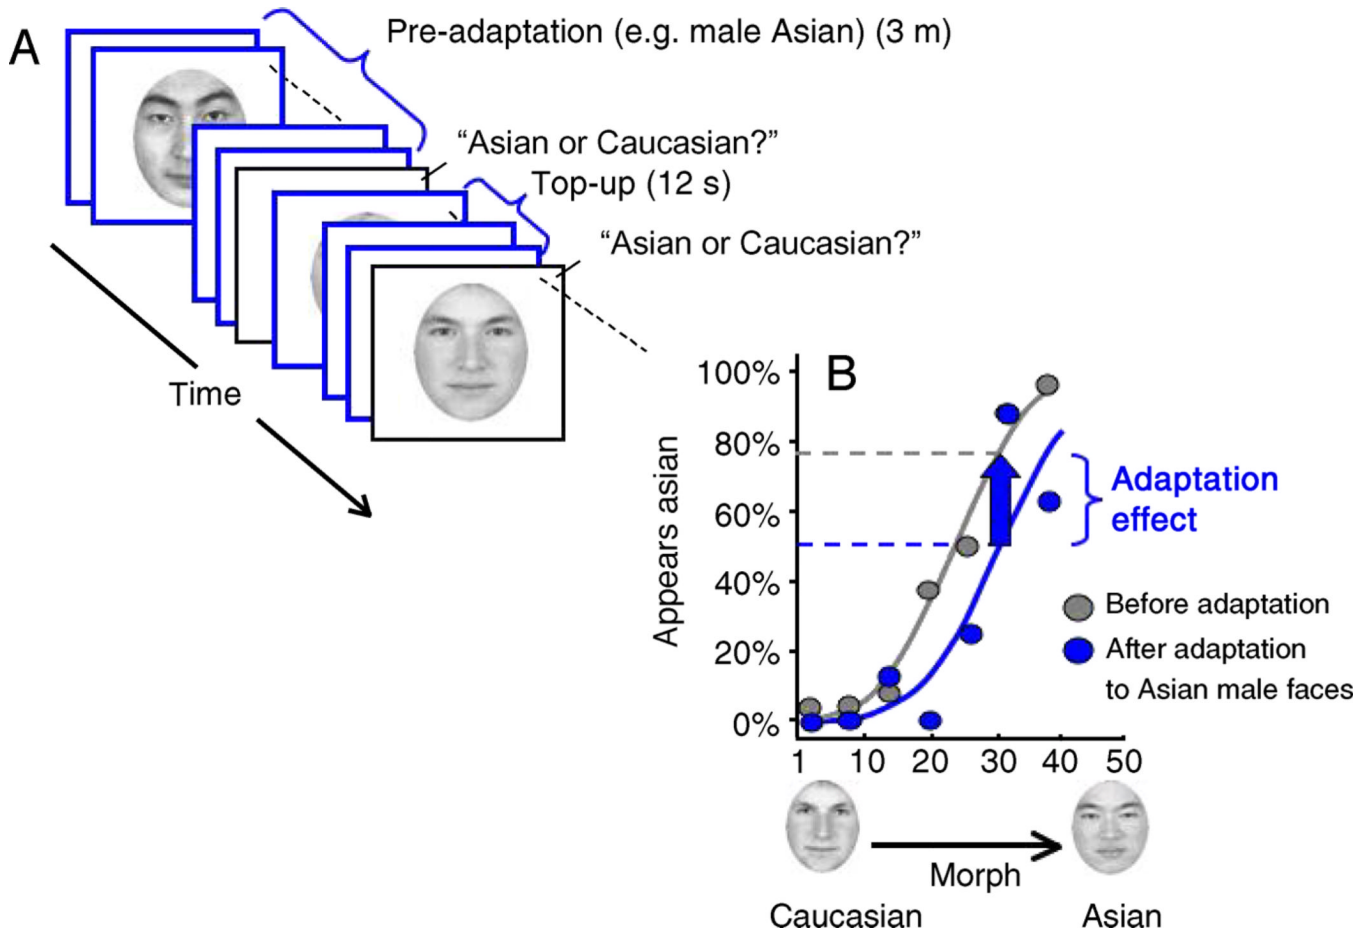 A
Pre-adaptation (e.g. male Asian) (3 m)
“Asian or Caucasian?”
Top-up (12 s)
“Asian or Caucasian?”
Time
B
100%
80%
60%
40%
20%
0%
Appears asian
Adaptation
effect
Before adaptation
After adaptation
to Asian male faces
1 10 20 30 40 50
Morph
Caucasian Asian